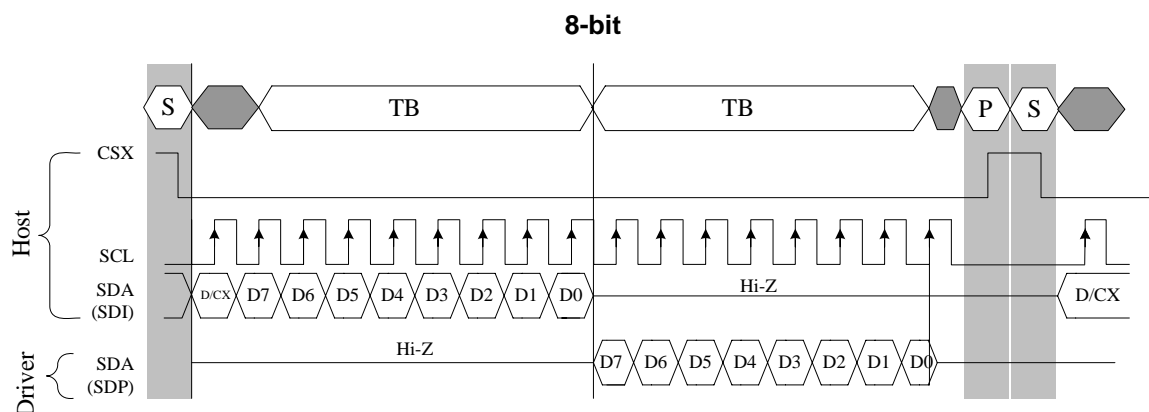 8-bit
S TB TB P S
CSX
SCL
D/CX D7 D6 D5 D4 D3 D2 D1 D0 Hi-Z D/CX
SDA
(SDI)
Host
Hi-Z
SDA
(SDP)
D7 D6 D5 D4 D3 D2 D1 D0
Driver